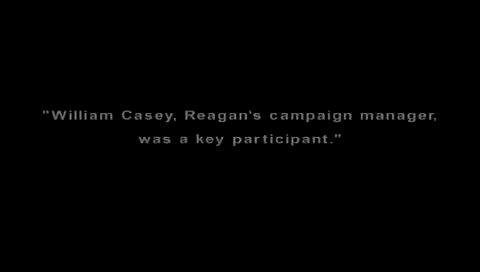 "William Casey, Reagan's campaign manager,
was a key participant."